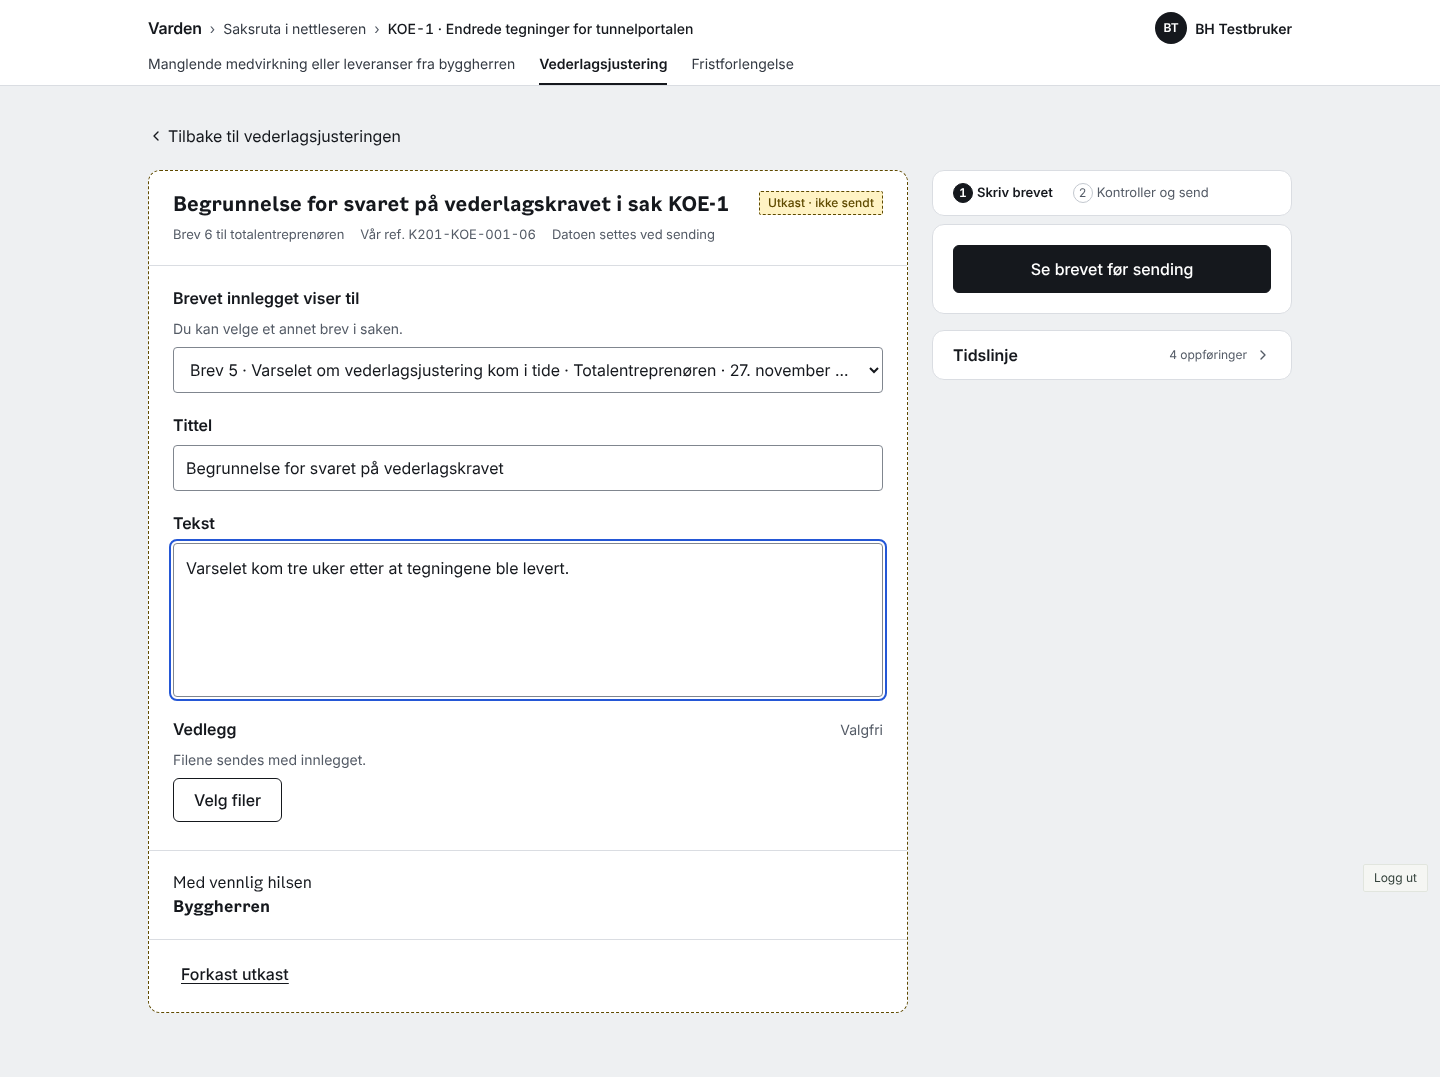 Varden › Saksruta i nettleseren › KOE-1 · Endrede tegninger for tunnelportalen
BT BH Testbruker
Manglende medvirkning eller leveranser fra byggherren Vederlagsjustering Fristforlengelse
Tilbake til vederlagsjusteringen
Begrunnelse for svaret på vederlagskravet i sak KOE-1
Utkast · ikke sendt
Brev 6 til totalentreprenøren Vår ref. K201-KOE-001-06 Datoen settes ved sending
Brevet innlegget viser til
Du kan velge et annet brev i saken.
Brev 5 · Varselet om vederlagsjustering kom i tide · Totalentreprenøren · 27. november ...
Tittel
Begrunnelse for svaret på vederlagskravet
Tekst
Varselet kom tre uker etter at tegningene ble levert.
Vedlegg Valgfri
Filene sendes med innlegget.
Velg filer
Med vennlig hilsen
Byggherren
Forkast utkast
1 Skriv brevet 2 Kontroller og send
Se brevet før sending
Tidslinje 4 oppføringer
Logg ut